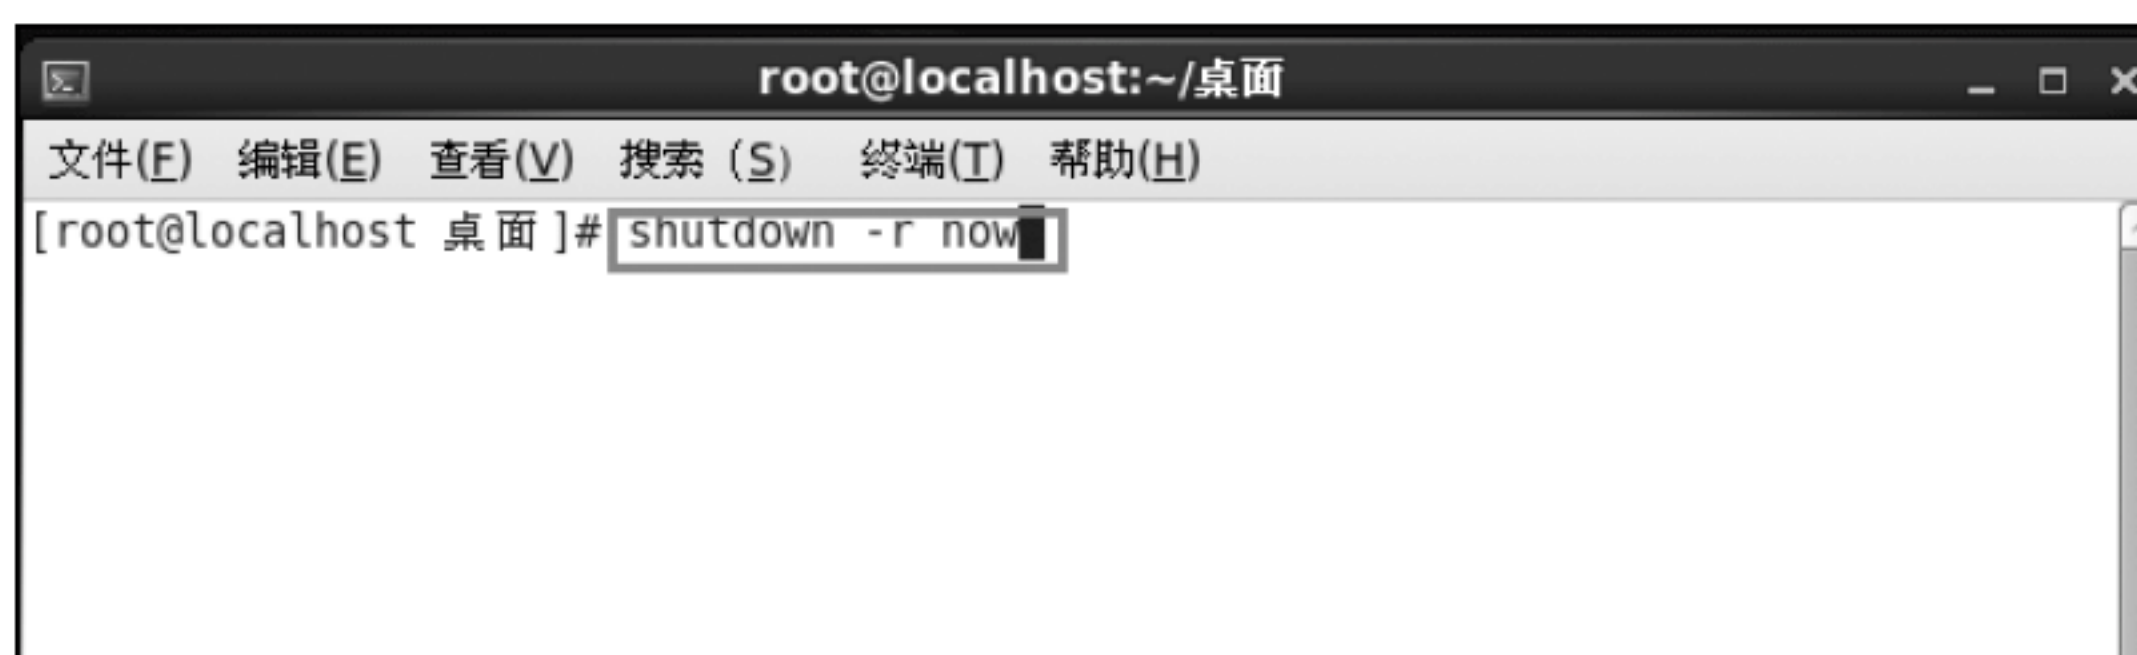 root@localhost:~/桌面
文件(F) 编辑(E) 查看(V) 搜索（S） 终端(T) 帮助(H)
[root@localhost 桌面]# shutdown -r now